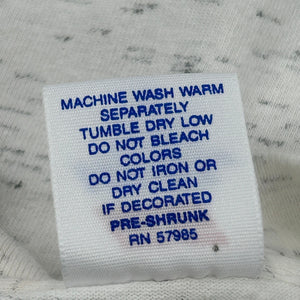 MACHINE WASH WARM
SEPARATELY
TUMBLE DRY LOW
DO NOT BLEACH
COLORS
DO NOT IRON OR
DRY CLEAN
IF DECORATED
PRE-SHRUNK
RN 57985